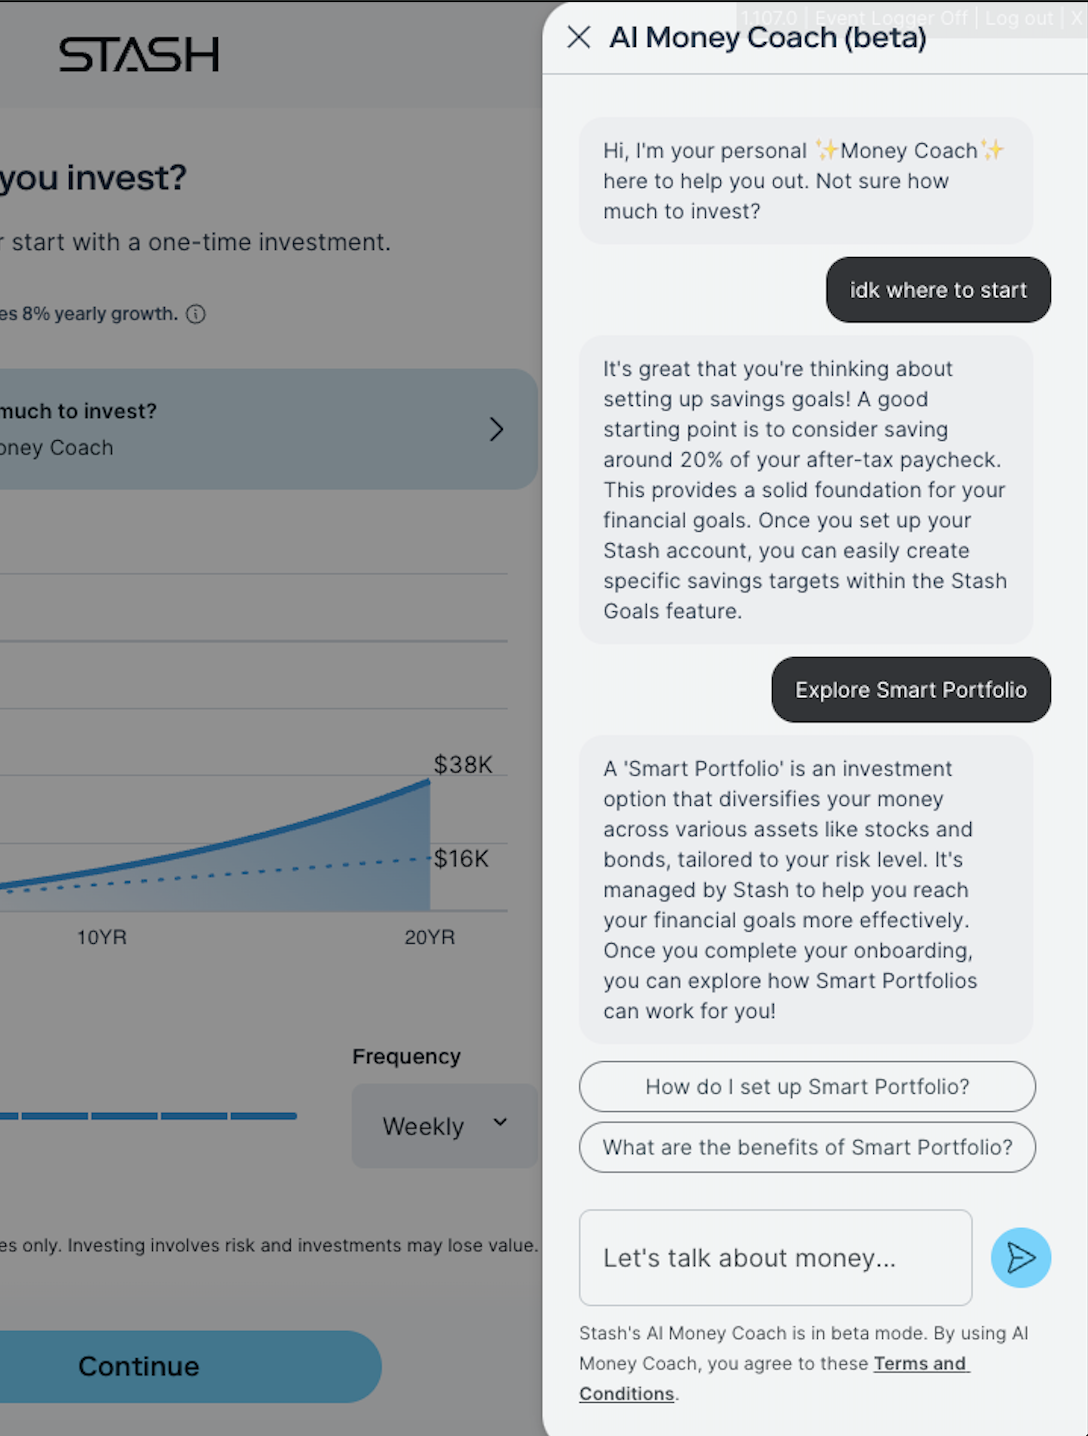 STASH
you invest?
start with a one-time investment.
es 8% yearly growth.
much to invest?
oney Coach
$38K
$16K
10YR
20YR
Frequency
Weekly
es only. Investing involves risk and investments may lose value.
Continue
1.107.0 | Event Logger Off | Log out | X
AI Money Coach (beta)
Hi, I'm your personal ✨Money Coach✨
here to help you out. Not sure how
much to invest?
idk where to start
It's great that you're thinking about
setting up savings goals! A good
starting point is to consider saving
around 20% of your after-tax paycheck.
This provides a solid foundation for your
financial goals. Once you set up your
Stash account, you can easily create
specific savings targets within the Stash
Goals feature.
Explore Smart Portfolio
A 'Smart Portfolio' is an investment
option that diversifies your money
across various assets like stocks and
bonds, tailored to your risk level. It's
managed by Stash to help you reach
your financial goals more effectively.
Once you complete your onboarding,
you can explore how Smart Portfolios
can work for you!
How do I set up Smart Portfolio?
What are the benefits of Smart Portfolio?
Let's talk about money...
Stash's AI Money Coach is in beta mode. By using AI
Money Coach, you agree to these Terms and
Conditions.